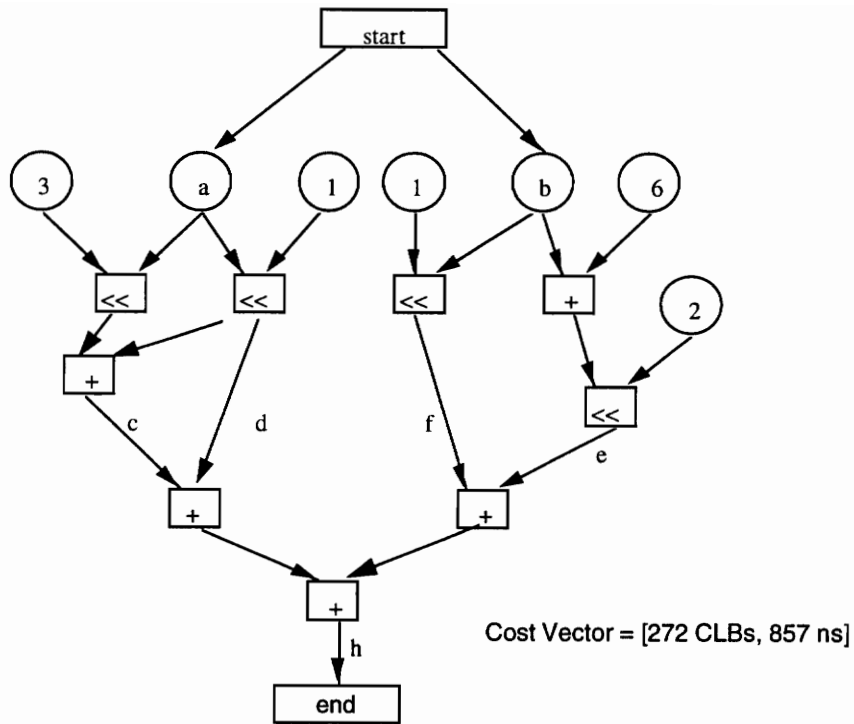 start
3 a 1 1 b 6
<< << << + 2
+ <<
c d f e
+ +
+
Cost Vector = [272 CLBs, 857 ns]
h
end